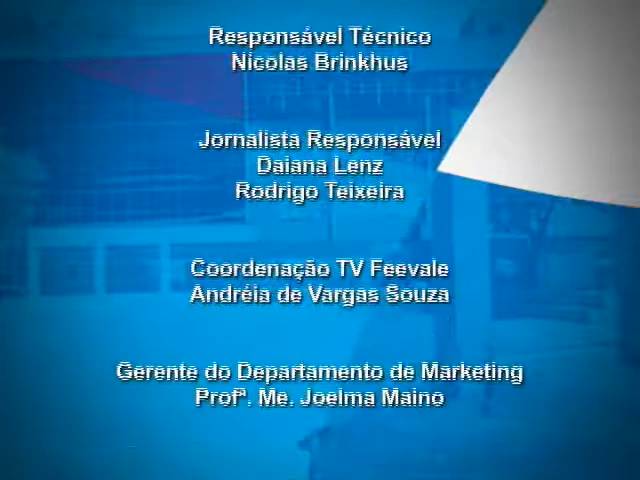 Responsável Técnico
Nícolas Brinkhus
Jornalista Responsável
Daiana Lenz
Rodrigo Teixeira
Coordenação TV Feevale
Andréia de Vargas Souza
Gerente do Departamento de Marketing
Profª. Me. Joelma Maino